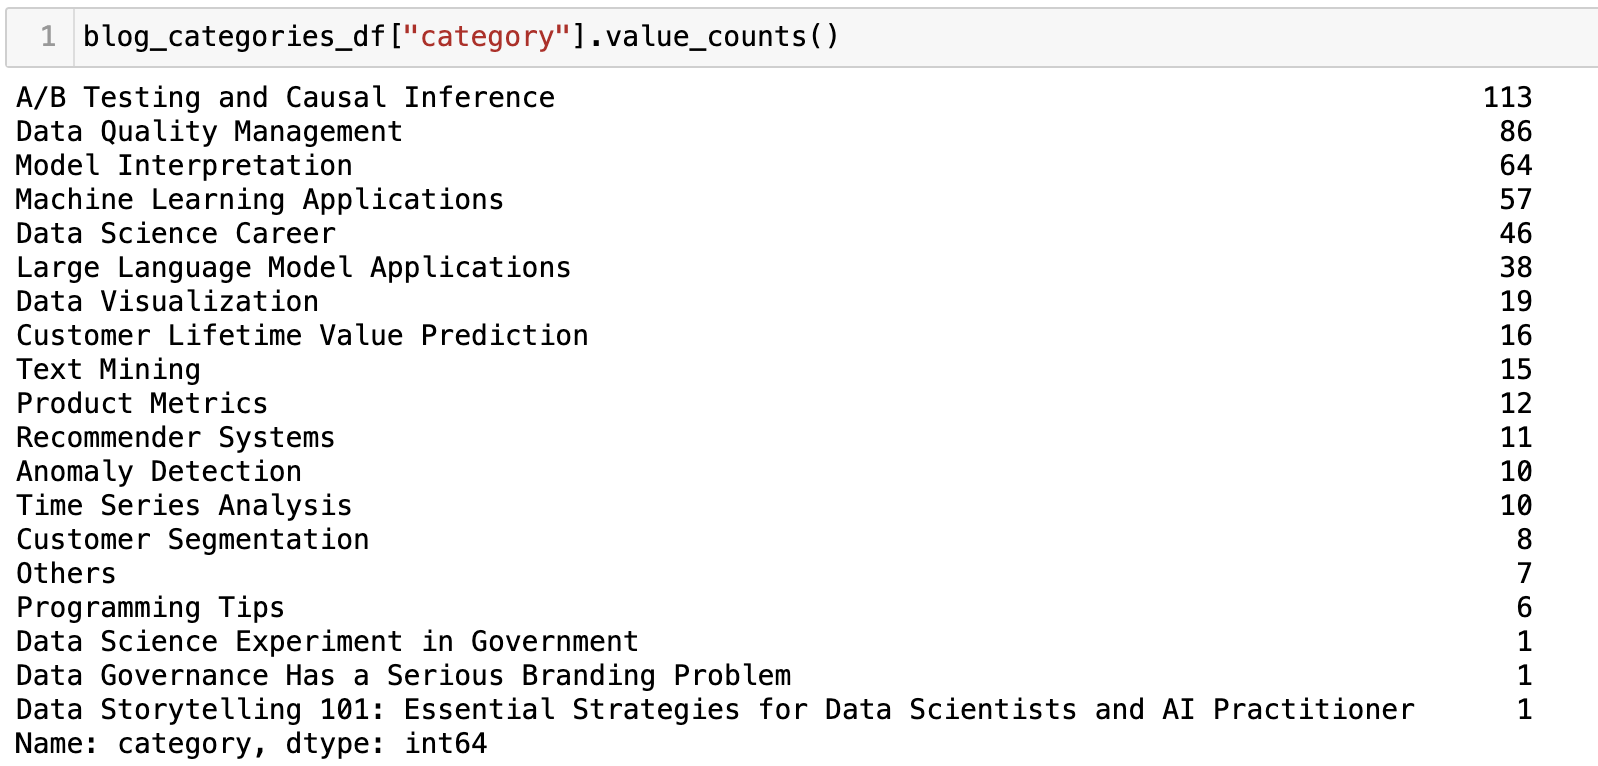 1 blog_categories_df["category"].value_counts()
A/B Testing and Causal Inference 113
Data Quality Management 86
Model Interpretation 64
Machine Learning Applications 57
Data Science Career 46
Large Language Model Applications 38
Data Visualization 19
Customer Lifetime Value Prediction 16
Text Mining 15
Product Metrics 12
Recommender Systems 11
Anomaly Detection 10
Time Series Analysis 10
Customer Segmentation 8
Others 7
Programming Tips 6
Data Science Experiment in Government 1
Data Governance Has a Serious Branding Problem 1
Data Storytelling 101: Essential Strategies for Data Scientists and AI Practitioner 1
Name: category, dtype: int64